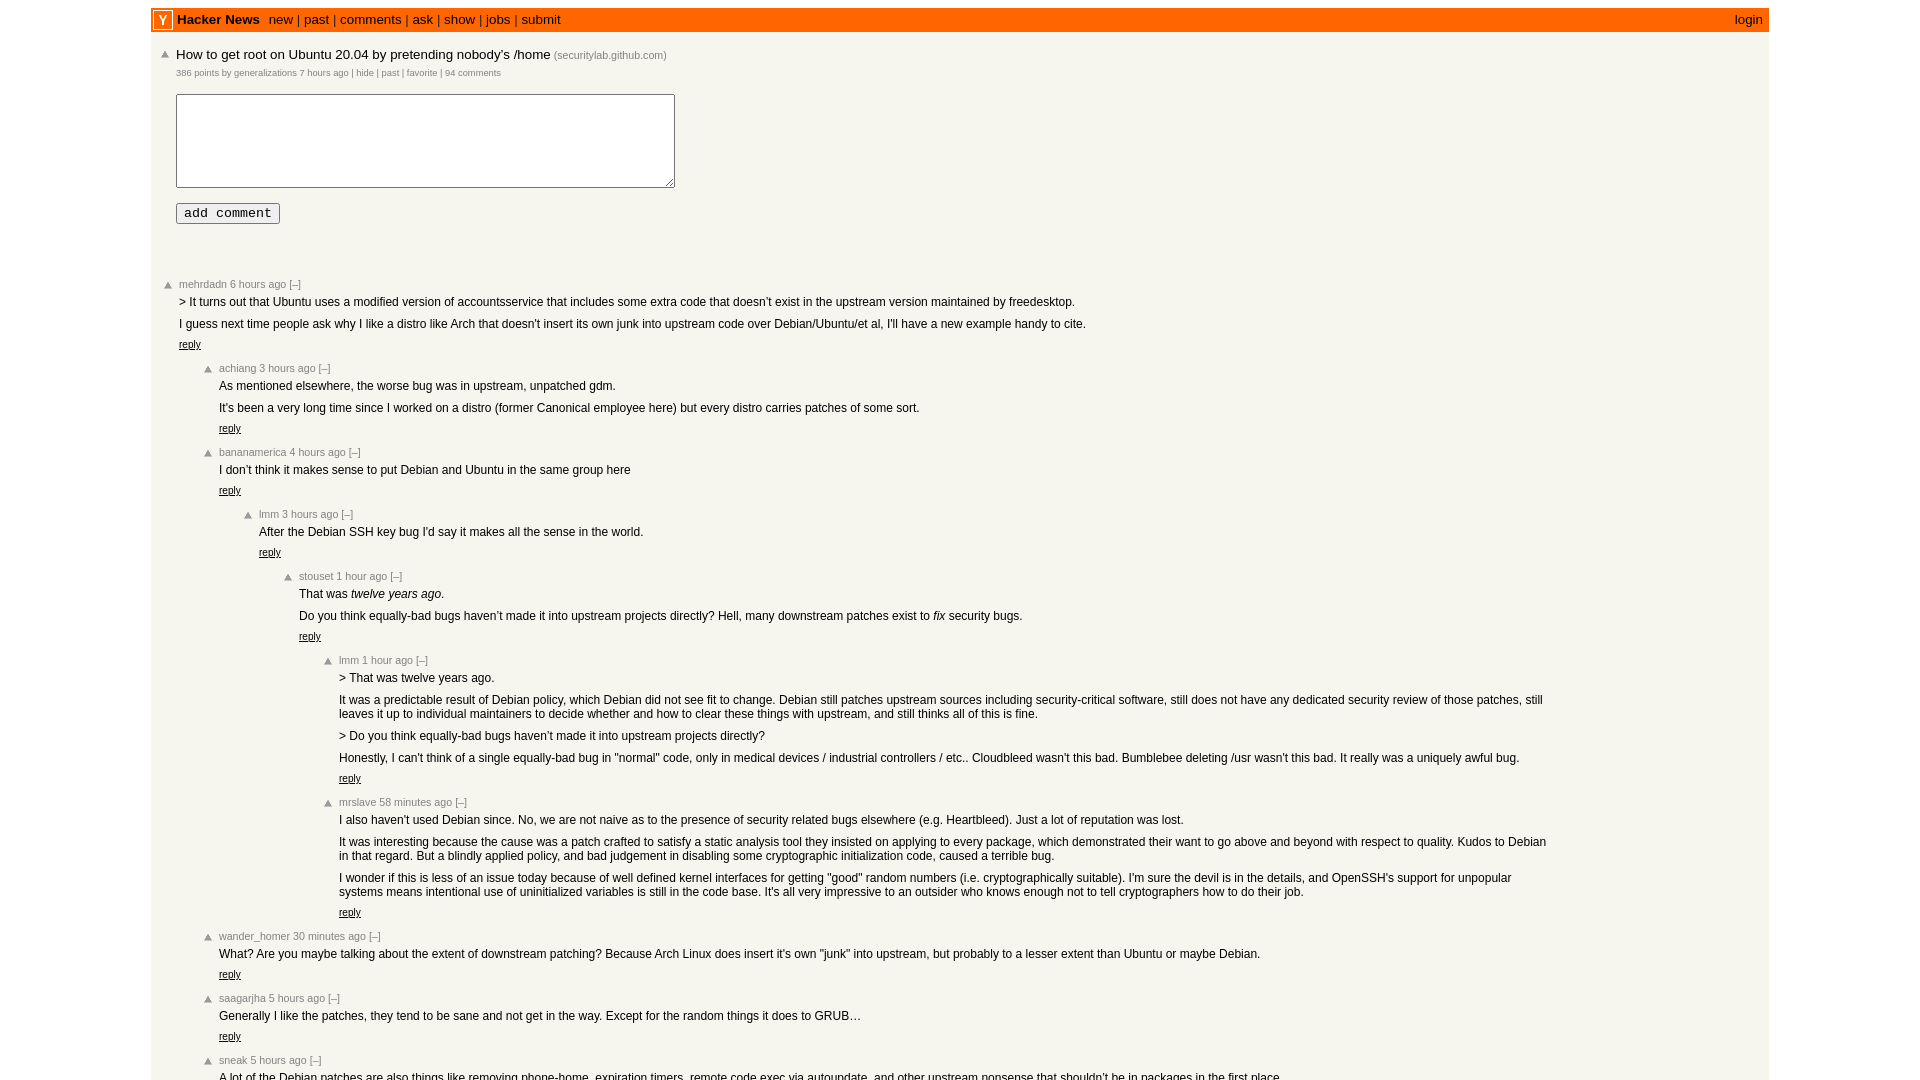 Y Hacker News new | past | comments | ask | show | jobs | submit login
How to get root on Ubuntu 20.04 by pretending nobody’s /home (securitylab.github.com)
386 points by generalizations 7 hours ago | hide | past | favorite | 94 comments
add comment
mehrdadn 6 hours ago [–]
> It turns out that Ubuntu uses a modified version of accountsservice that includes some extra code that doesn’t exist in the upstream version maintained by freedesktop.
I guess next time people ask why I like a distro like Arch that doesn't insert its own junk into upstream code over Debian/Ubuntu/et al, I'll have a new example handy to cite.
reply
achiang 3 hours ago [–]
As mentioned elsewhere, the worse bug was in upstream, unpatched gdm.
It's been a very long time since I worked on a distro (former Canonical employee here) but every distro carries patches of some sort.
reply
bananamerica 4 hours ago [–]
I don’t think it makes sense to put Debian and Ubuntu in the same group here
reply
lmm 3 hours ago [–]
After the Debian SSH key bug I'd say it makes all the sense in the world.
reply
stouset 1 hour ago [–]
That was twelve years ago.
Do you think equally-bad bugs haven’t made it into upstream projects directly? Hell, many downstream patches exist to fix security bugs.
reply
lmm 1 hour ago [–]
> That was twelve years ago.
It was a predictable result of Debian policy, which Debian did not see fit to change. Debian still patches upstream sources including security-critical software, still does not have any dedicated security review of those patches, still
leaves it up to individual maintainers to decide whether and how to clear these things with upstream, and still thinks all of this is fine.
> Do you think equally-bad bugs haven’t made it into upstream projects directly?
Honestly, I can't think of a single equally-bad bug in "normal" code, only in medical devices / industrial controllers / etc.. Cloudbleed wasn't this bad. Bumblebee deleting /usr wasn't this bad. It really was a uniquely awful bug.
reply
mrslave 58 minutes ago [–]
I also haven't used Debian since. No, we are not naive as to the presence of security related bugs elsewhere (e.g. Heartbleed). Just a lot of reputation was lost.
It was interesting because the cause was a patch crafted to satisfy a static analysis tool they insisted on applying to every package, which demonstrated their want to go above and beyond with respect to quality. Kudos to Debian
in that regard. But a blindly applied policy, and bad judgement in disabling some cryptographic initialization code, caused a terrible bug.
I wonder if this is less of an issue today because of well defined kernel interfaces for getting "good" random numbers (i.e. cryptographically suitable). I'm sure the devil is in the details, and OpenSSH's support for unpopular
systems means intentional use of uninitialized variables is still in the code base. It's all very impressive to an outsider who knows enough not to tell cryptographers how to do their job.
reply
wander_homer 30 minutes ago [–]
What? Are you maybe talking about the extent of downstream patching? Because Arch Linux does insert it's own "junk" into upstream, but probably to a lesser extent than Ubuntu or maybe Debian.
reply
saagarjha 5 hours ago [–]
Generally I like the patches, they tend to be sane and not get in the way. Except for the random things it does to GRUB…
reply
sneak 5 hours ago [–]
A lot of the Debian patches are also things like removing phone-home, expiration timers, remote code exec via autoupdate, and other upstream nonsense that shouldn’t be in packages in the first place.